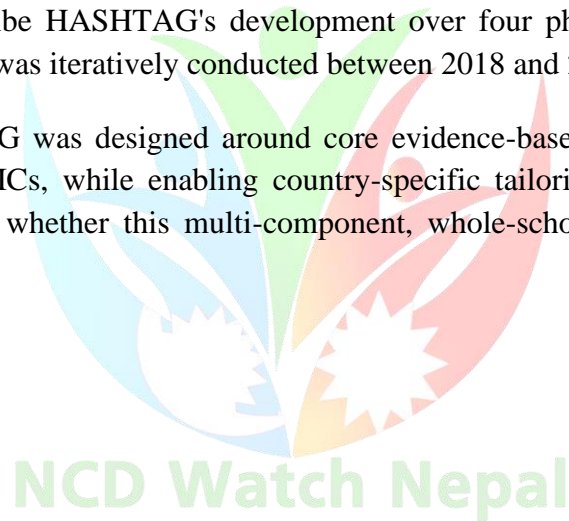 be HASHTAG's development over four ph
was iteratively conducted between 2018 and
G was designed around core evidence-base
ICs, while enabling country-specific tailori
whether this multi-component, whole-scho
NCD Watch Nepal